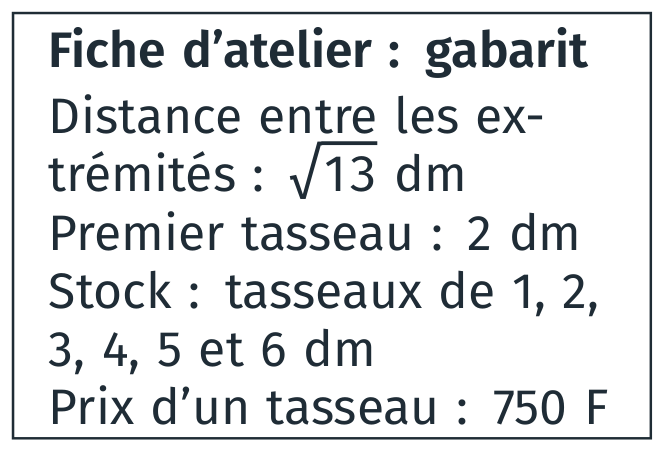 Fiche d’atelier : gabarit
Distance entre les ex-
trémités : √13 dm
Premier tasseau : 2 dm
Stock : tasseaux de 1, 2,
3, 4, 5 et 6 dm
Prix d’un tasseau : 750 F